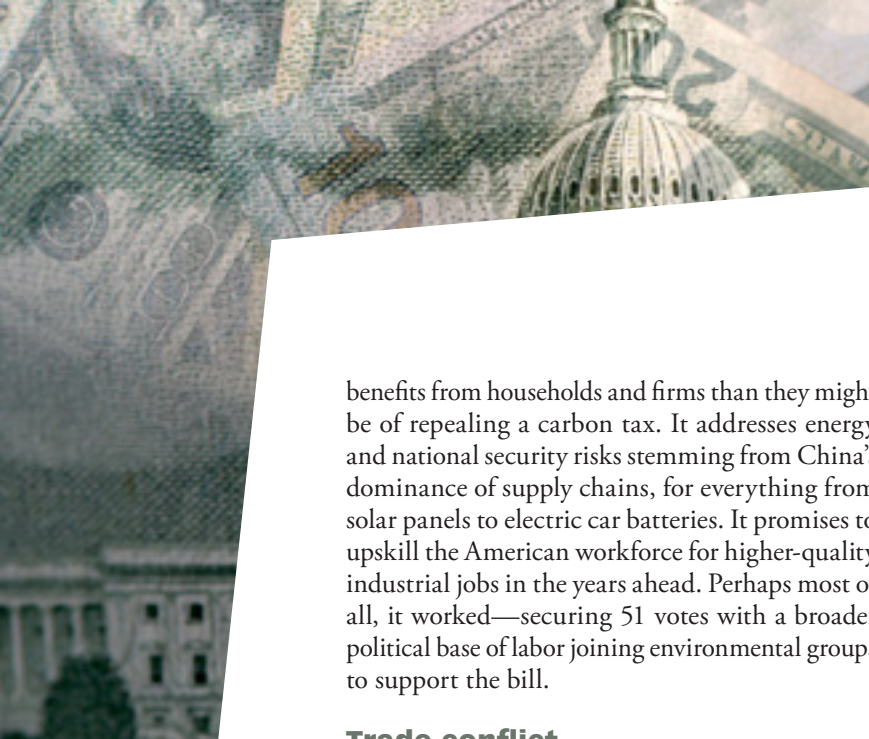 20
10
benefits from households and firms than they migh
be of repealing a carbon tax. It addresses energy
and national security risks stemming from China’s
dominance of supply chains, for everything from
solar panels to electric car batteries. It promises to
upskill the American workforce for higher-quality
industrial jobs in the years ahead. Perhaps most o
all, it worked—securing 51 votes with a broade
political base of labor joining environmental groups
to support the bill.
Trade conflict